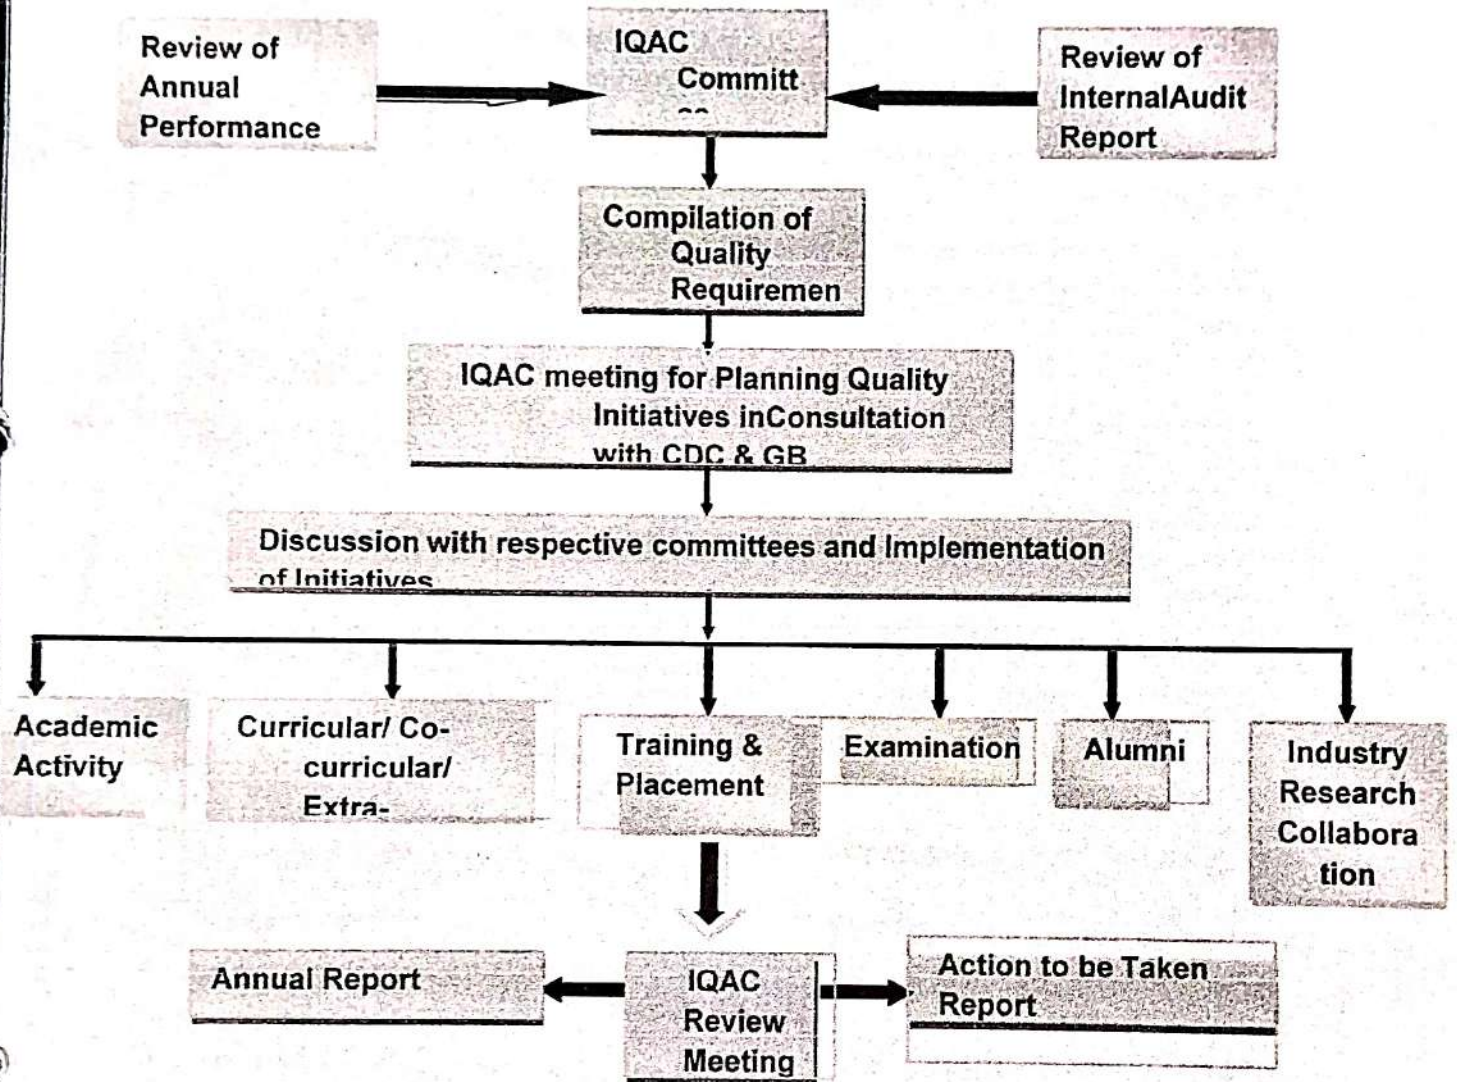 Review of
Annual
Performance
IQAC
Committ
Review of
InternalAudit
Report
Compilation of
Quality
Requiremen
IQAC meeting for Planning Quality
Initiatives inConsultation
with CDC & GB
Discussion with respective committees and Implementation
of Initiatives
Academic
Activity
Curricular/ Co-
curricular/
Extra-
Training &
Placement
Examination
Alumni
Industry
Research
Collabora
tion
Annual Report
IQAC
Review
Meeting
Action to be Taken
Report